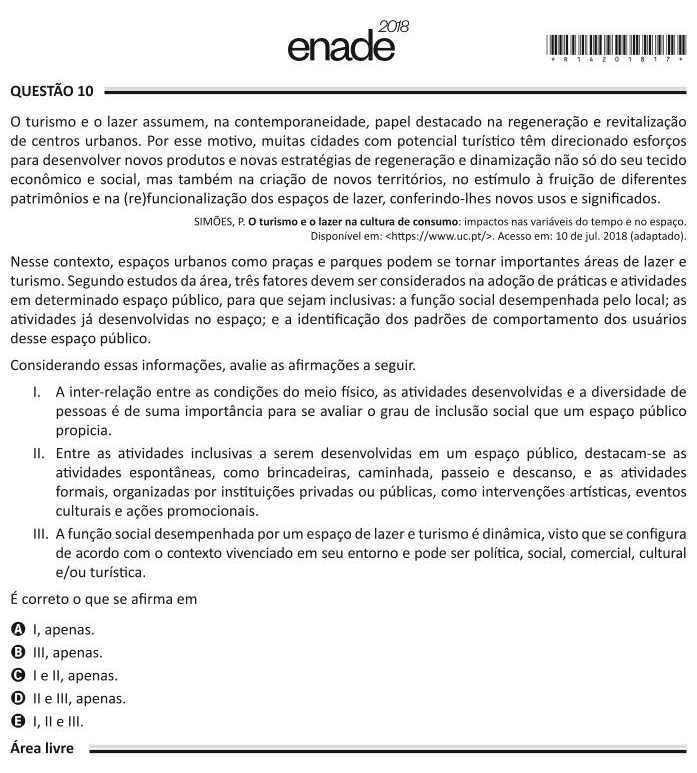 enade 2018
* R 1 4 2 0 1 8 1 7 *
QUESTÃO 10
O turismo e o lazer assumem, na contemporaneidade, papel destacado na regeneração e revitalização
de centros urbanos. Por esse motivo, muitas cidades com potencial turístico têm direcionado esforços
para desenvolver novos produtos e novas estratégias de regeneração e dinamização não só do seu tecido
econômico e social, mas também na criação de novos territórios, no estímulo à fruição de diferentes
patrimônios e na (re)funcionalização dos espaços de lazer, conferindo-lhes novos usos e significados.
SIMÕES, P. O turismo e o lazer na cultura de consumo: impactos nas variáveis do tempo e no espaço.
Disponível em: <https://www.uc.pt/>. Acesso em: 10 de jul. 2018 (adaptado).
Nesse contexto, espaços urbanos como praças e parques podem se tornar importantes áreas de lazer e
turismo. Segundo estudos da área, três fatores devem ser considerados na adoção de práticas e atividades
em determinado espaço público, para que sejam inclusivas: a função social desempenhada pelo local; as
atividades já desenvolvidas no espaço; e a identificação dos padrões de comportamento dos usuários
desse espaço público.
Considerando essas informações, avalie as afirmações a seguir.
I. A inter-relação entre as condições do meio físico, as atividades desenvolvidas e a diversidade de
pessoas é de suma importância para se avaliar o grau de inclusão social que um espaço público
propicia.
II. Entre as atividades inclusivas a serem desenvolvidas em um espaço público, destacam-se as
atividades espontâneas, como brincadeiras, caminhada, passeio e descanso, e as atividades
formais, organizadas por instituições privadas ou públicas, como intervenções artísticas, eventos
culturais e ações promocionais.
III. A função social desempenhada por um espaço de lazer e turismo é dinâmica, visto que se configura
de acordo com o contexto vivenciado em seu entorno e pode ser política, social, comercial, cultural
e/ou turística.
É correto o que se afirma em
A I, apenas.
B III, apenas.
C I e II, apenas.
D II e III, apenas.
E I, II e III.
Área livre